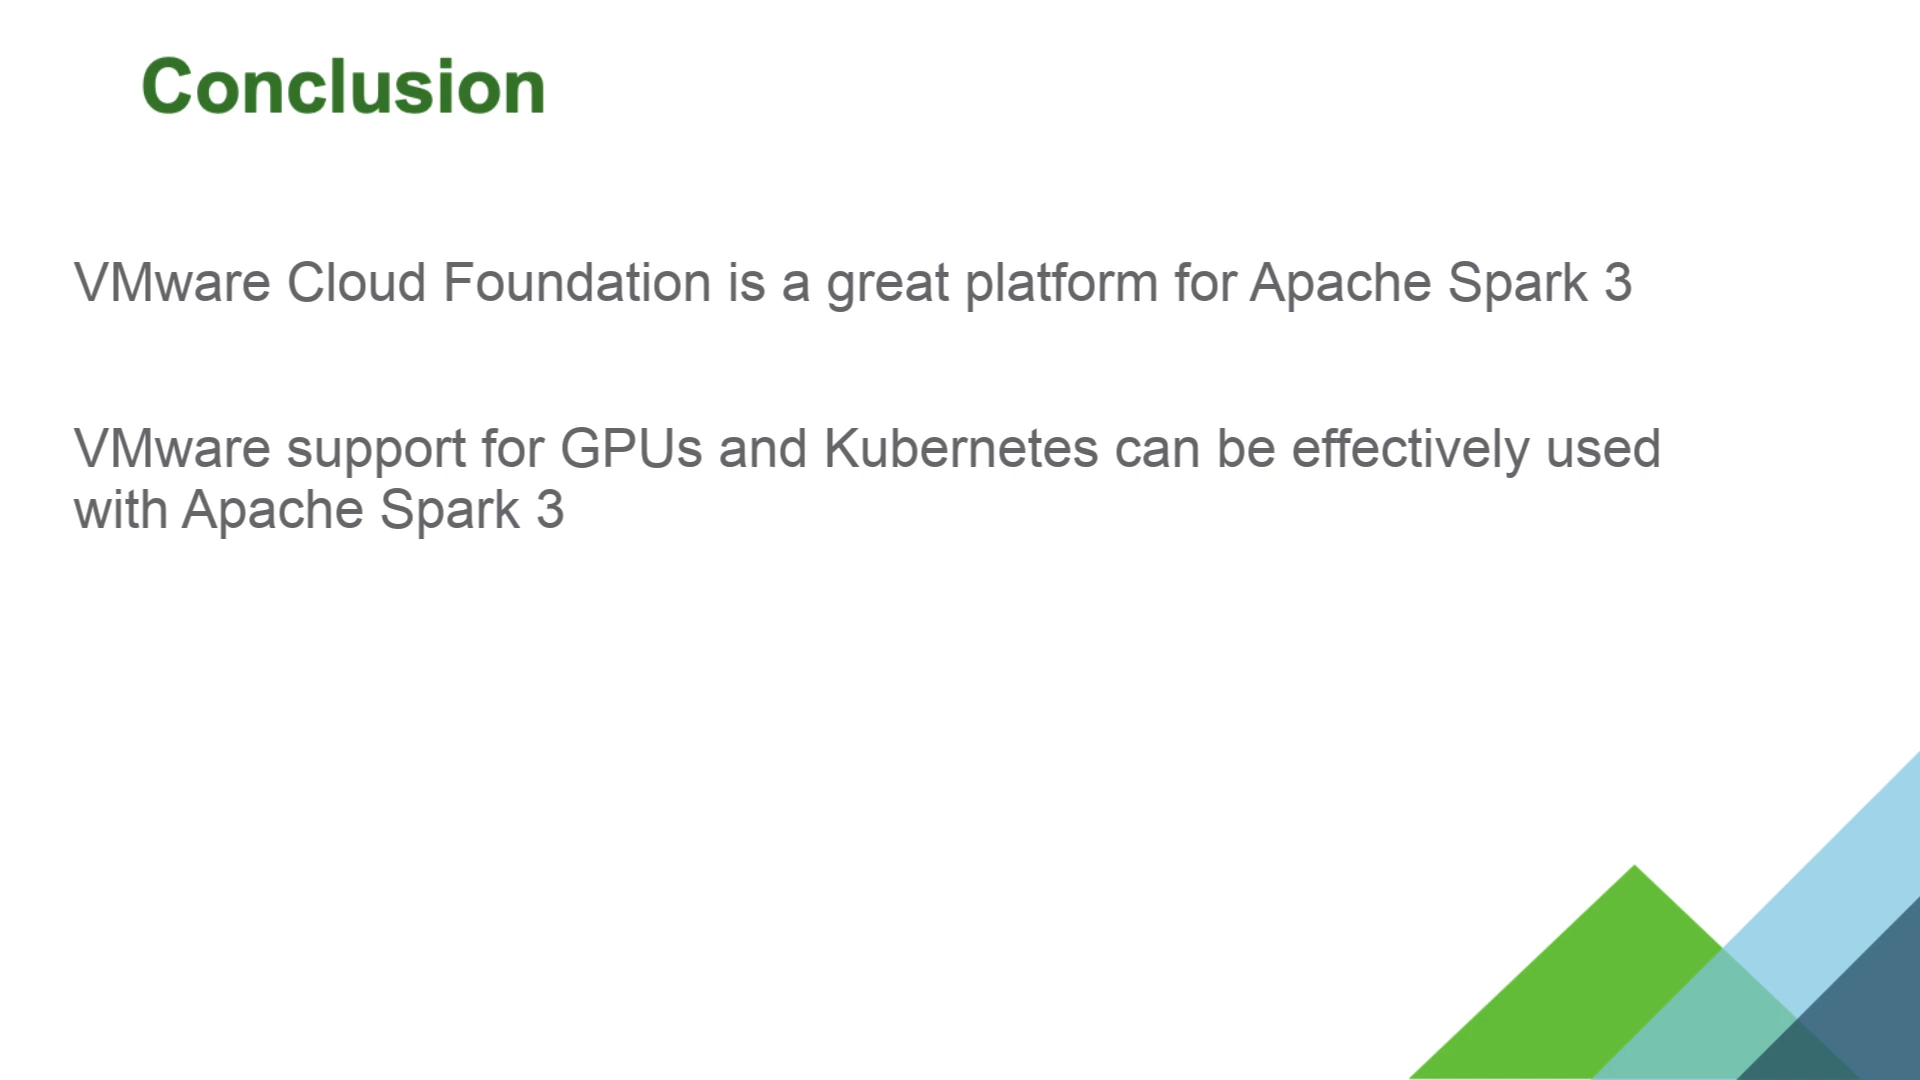 Conclusion
VMware Cloud Foundation is a great platform for Apache Spark 3
VMware support for GPUs and Kubernetes can be effectively used
with Apache Spark 3